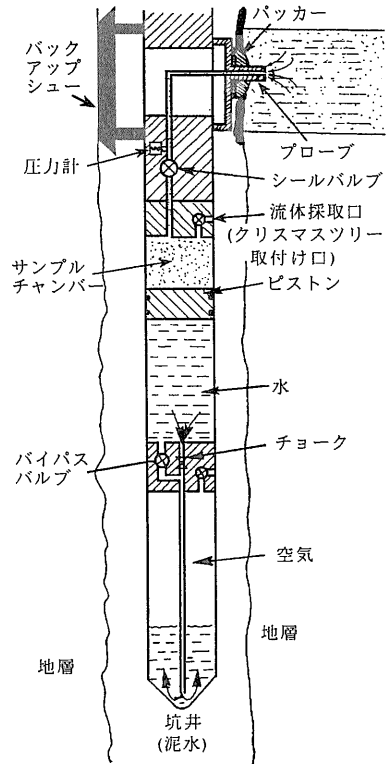 パッカー
バック
アップ
シュー
プローブ
圧力計
シールバルブ
流体採取口
(クリスマスツリー
取付け口)
サンプル
チャンバー
ピストン
水
チョーク
バイパス
バルブ
空気
地層
地層
坑井
(泥水)